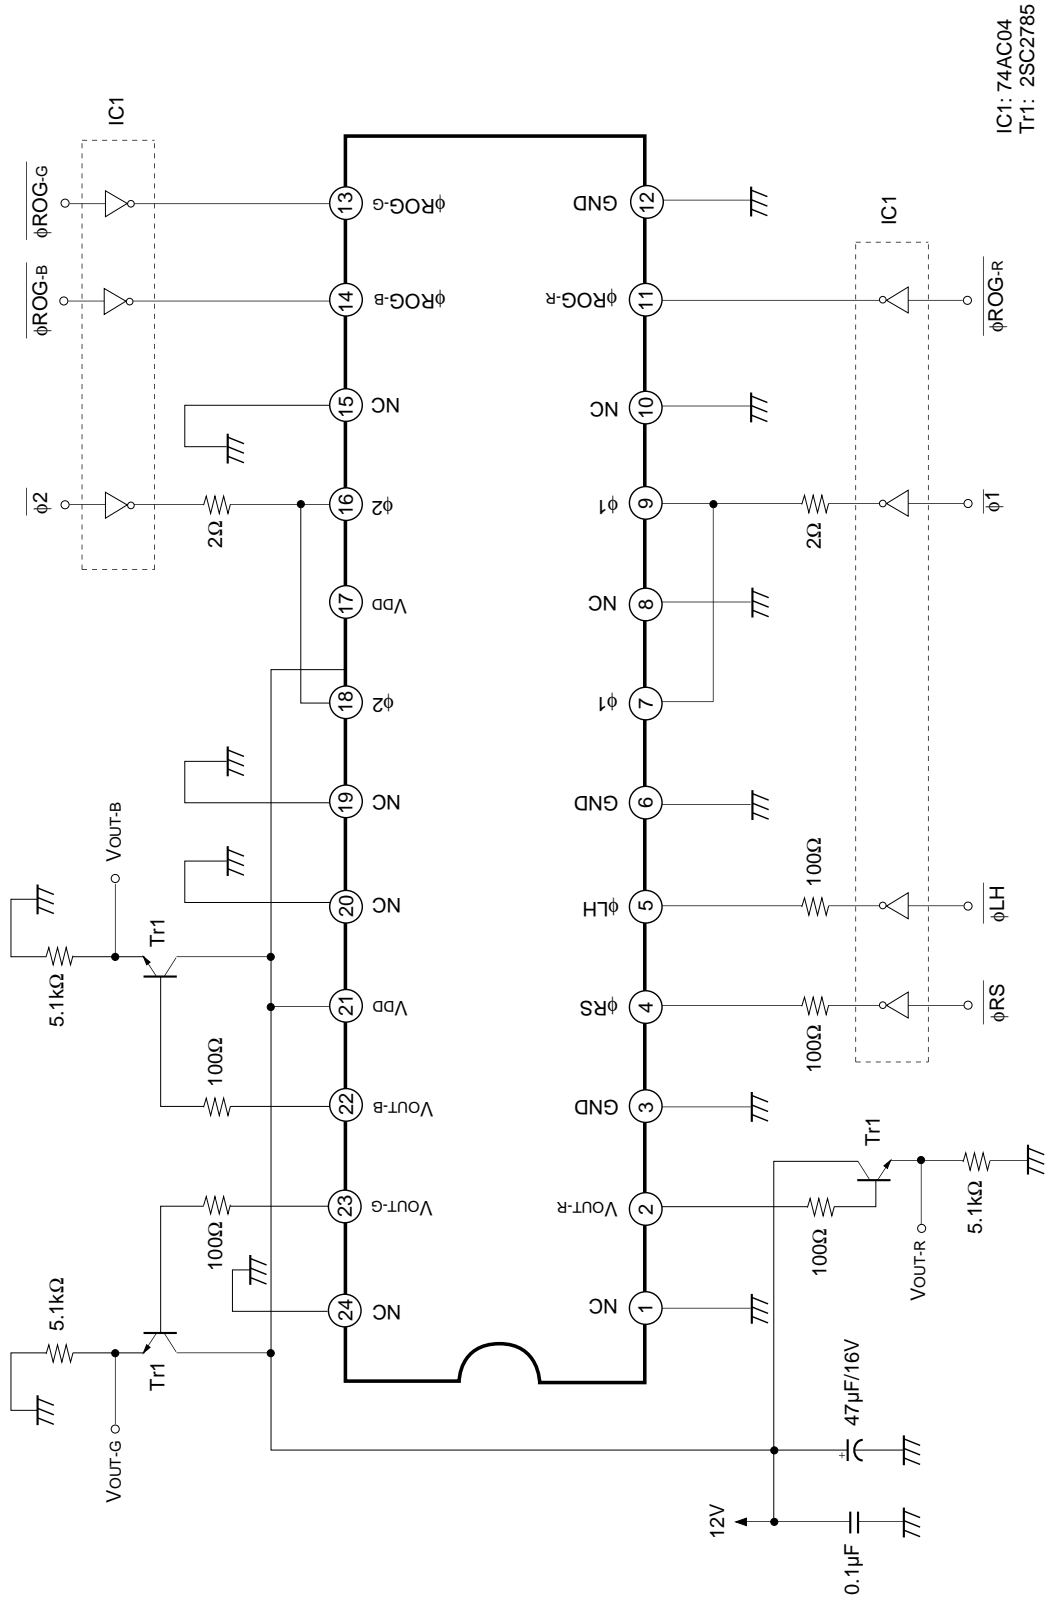 φROG-G
φROG-B
φ2
IC1
2Ω
VOUT-B
5.1kΩ
Tr1
100Ω
5.1kΩ
Tr1
100Ω
VOUT-G
13
φROG-G
14
φROG-B
15
NC
16
φ2
17
VDD
18
φ2
19
NC
20
NC
21
VDD
22
VOUT-B
23
VOUT-G
24
NC
12
GND
11
φROG-R
10
NC
9
φ1
8
NC
7
φ1
6
GND
5
φLH
4
φRS
3
GND
2
VOUT-R
1
NC
IC1
φROG-R
2Ω
φ1
100Ω
φLH
100Ω
φRS
Tr1
100Ω
5.1kΩ
VOUT-R
12V
+
47µF/16V
0.1µF
IC1: 74AC04
Tr1: 2SC2785